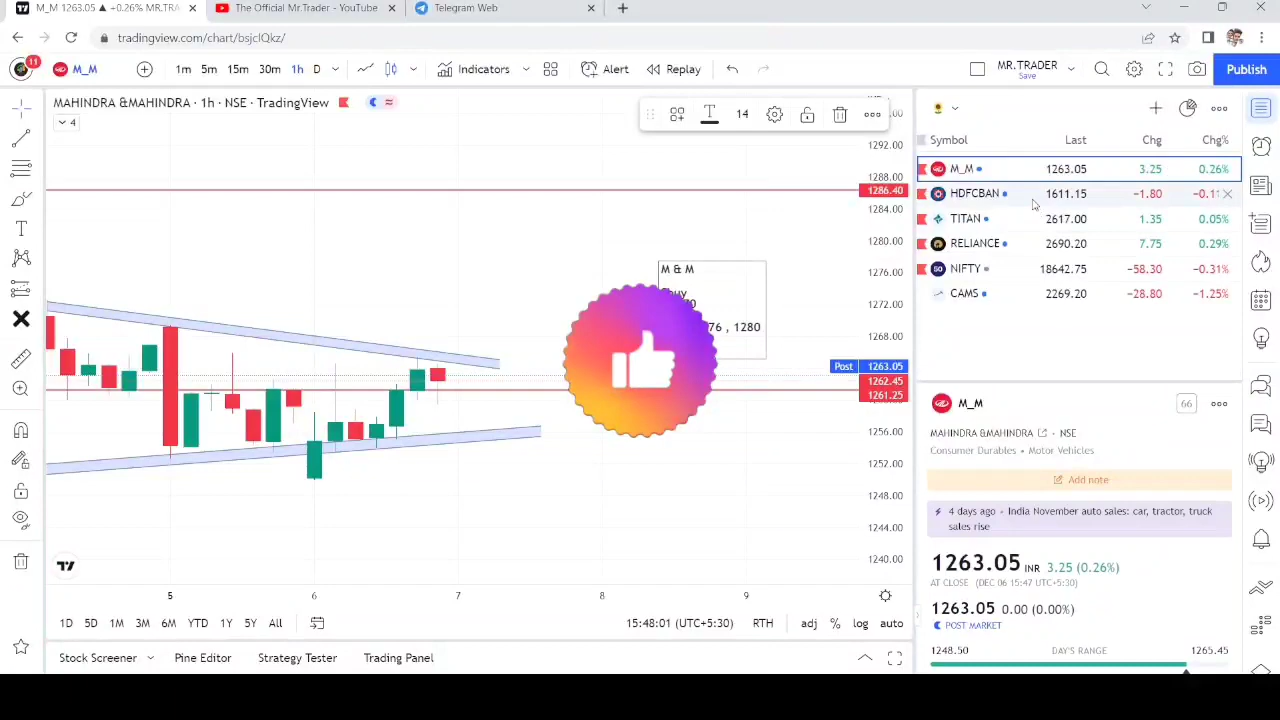 M_M 1263.05 ▲ +0.26% MR.TRA
The Official Mr.Trader - YouTube
Telegram Web
tradingview.com/chart/bsjclQkz/
11
M_M
1m 5m 15m 30m 1h D
Indicators
Alert
Replay
MR.TRADER
Save
Publish
MAHINDRA &MAHINDRA · 1h · NSE · TradingView
4
14
Symbol Last Chg Chg%
M_M 1263.05 3.25 0.26%
HDFCBAN 1611.15 −1.80
TITAN 2617.00 1.35 0.05%
RELIANCE 2690.20 7.75 0.29%
NIFTY 18642.75 −58.30 −0.31%
CAMS 2269.20 −28.80 −1.25%
1292.00
1288.00
1286.40
1284.00
1280.00
1276.00
1272.00
1268.00
Post 1263.05
1262.45
1261.25
1256.00
1252.00
1248.00
1244.00
1240.00
M & M
76 , 1280
5 6 7 8 9
1D 5D 1M 3M 6M YTD 1Y 5Y All
15:48:01 (UTC+5:30) RTH adj % log auto
Stock Screener Pine Editor Strategy Tester Trading Panel
M_M
66
MAHINDRA &MAHINDRA · NSE
Consumer Durables • Motor Vehicles
Add note
4 days ago • India November auto sales: car, tractor, truck
sales rise
1263.05 INR 3.25 (0.26%)
AT CLOSE (DEC 06 15:47 UTC+5:30)
1263.05 0.00 (0.00%)
POST MARKET
1248.50 DAY'S RANGE 1265.45